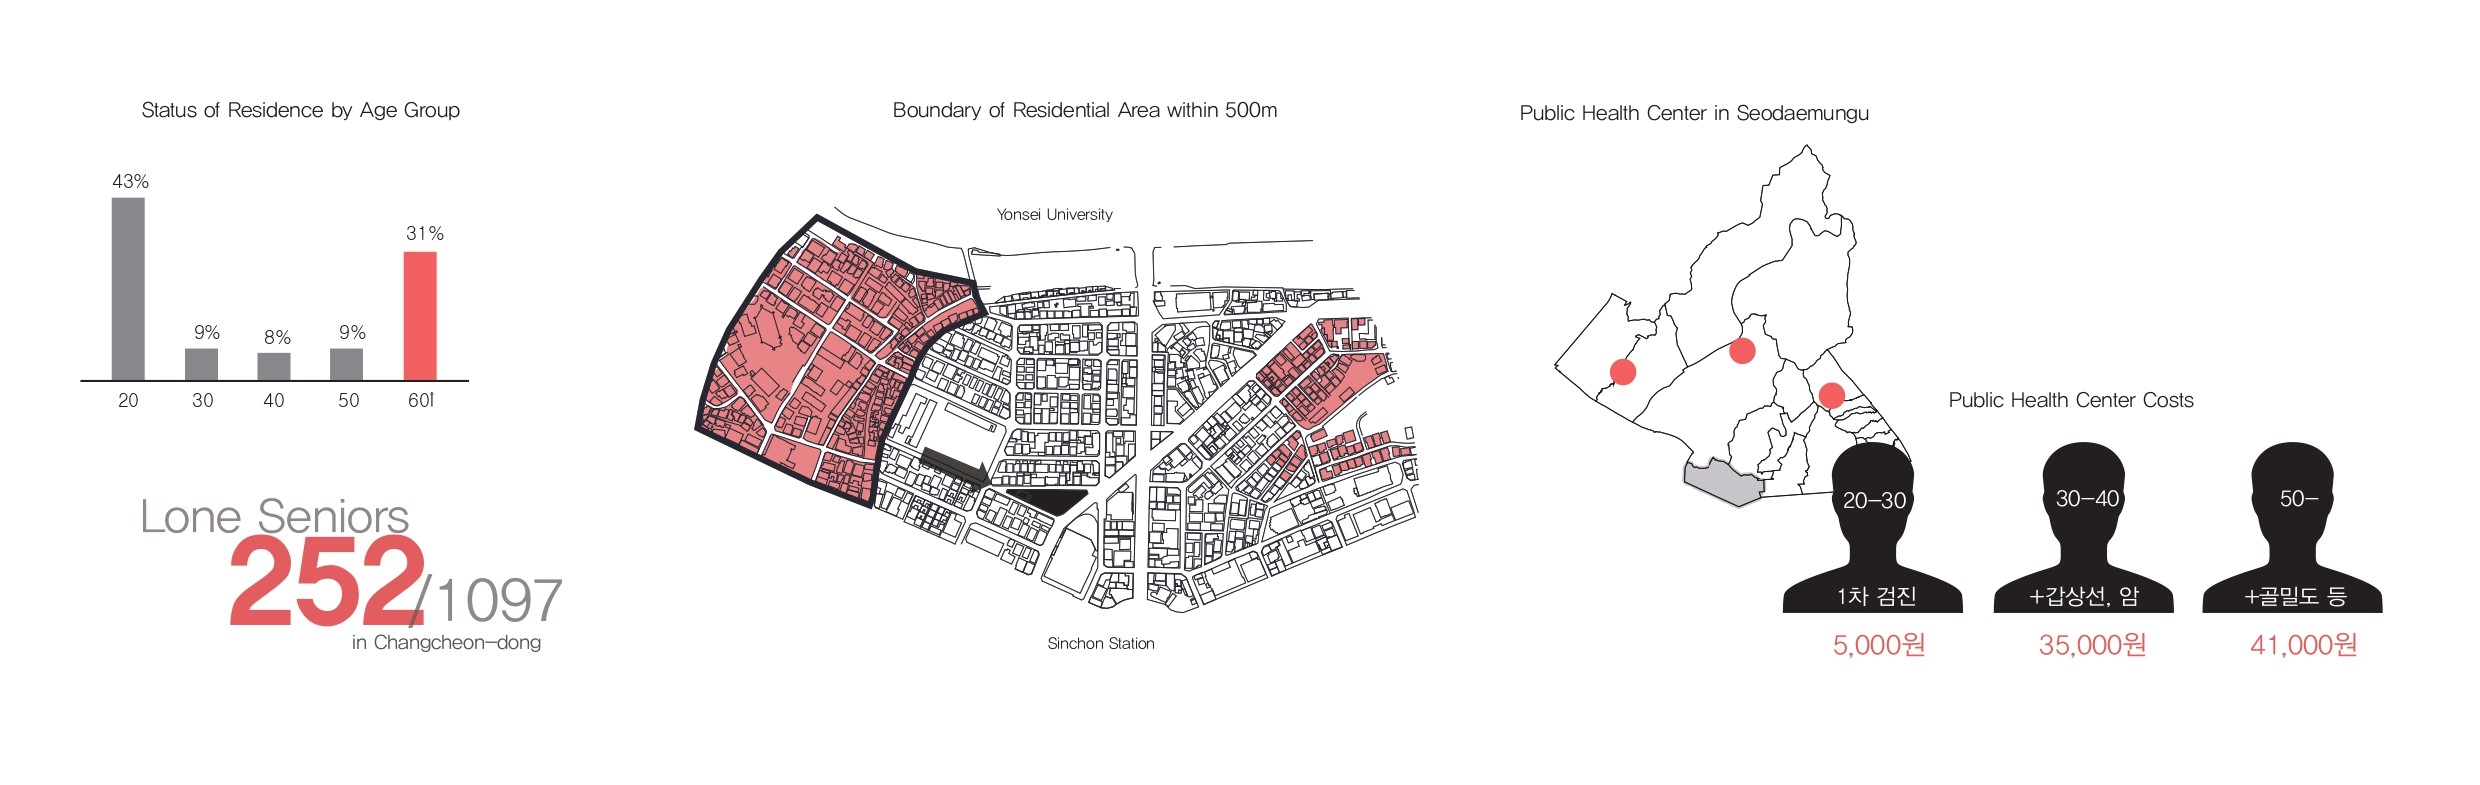 Status of Residence by Age Group
43%
9%
8%
9%
31%
20
30
40
50
60↑
Lone Seniors
252/1097
in Changcheon-dong
Boundary of Residential Area within 500m
Yonsei University
Sinchon Station
Public Health Center in Seodaemungu
Public Health Center Costs
20-30
30-40
50-
1차 검진
+갑상선, 암
+골밀도 등
5,000원
35,000원
41,000원